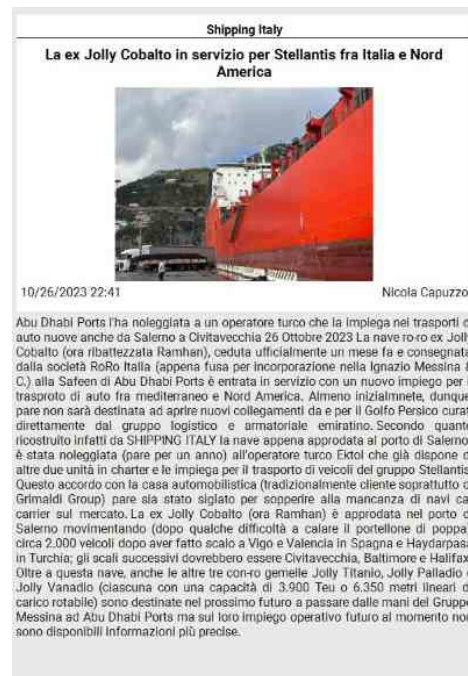 Shipping Italy
La ex Jolly Cobalto in servizio per Stellantis fra Italia e Nord
America
10/26/2023 22:41
Nicola Capuzzo
Abu Dhabi Ports l'ha noleggiata a un operatore turco che la impiega nei trasporti d
auto nuove anche da Salerno a Civitavecchia 26 Ottobre 2023 La nave ro-ro ex Jolly
Cobalto (ora ribattezzata Ramhan), ceduta ufficialmente un mese fa e consegnata
dalla società RoRo Italia (appena fusa per incorporazione nella Ignazio Messina &
C.) alla Safeen di Abu Dhabi Ports è entrata in servizio con un nuovo impiego per i
trasproto di auto fra mediterraneo e Nord America. Almeno inizialmnete, dunque
pare non sarà destinata ad aprire nuovi collegamenti da e per il Golfo Persico curat
direttamente dal gruppo logistico e armatoriale emiratino. Secondo quanto
ricostruito infatti da SHIPPING ITALY la nave appena approdata al porto di Salerno
è stata noleggiata (pare per un anno) all'operatore turco Ektol che già dispone d
altre due unità in charter e le impiega per il trasporto di veicoli del gruppo Stellantis
Questo accordo con la casa automobilistica (tradizionalmente cliente soprattutto d
Grimaldi Group) pare sia stato siglato per sopperire alla mancanza di navi ca
carrier sul mercato. La ex Jolly Cobalto (ora Ramhan) è approdata nel porto d
Salerno movimentando (dopo qualche difficoltà a calare il portellone di poppa
circa 2.000 veicoli dopo aver fatto scalo a Vigo e Valencia in Spagna e Haydarpasa
in Turchia; gli scali successivi dovrebbero essere Civitavecchia, Baltimore e Halifax
Oltre a questa nave, anche le altre tre con-ro gemelle Jolly Titanio, Jolly Palladio e
Jolly Vanadio (ciascuna con una capacità di 3.900 Teu o 6.350 metri lineari d
carico rotabile) sono destinate nel prossimo futuro a passare dalle mani del Gruppo
Messina ad Abu Dhabi Ports ma sul loro impiego operativo futuro al momento non
sono disponibili informazioni più precise.